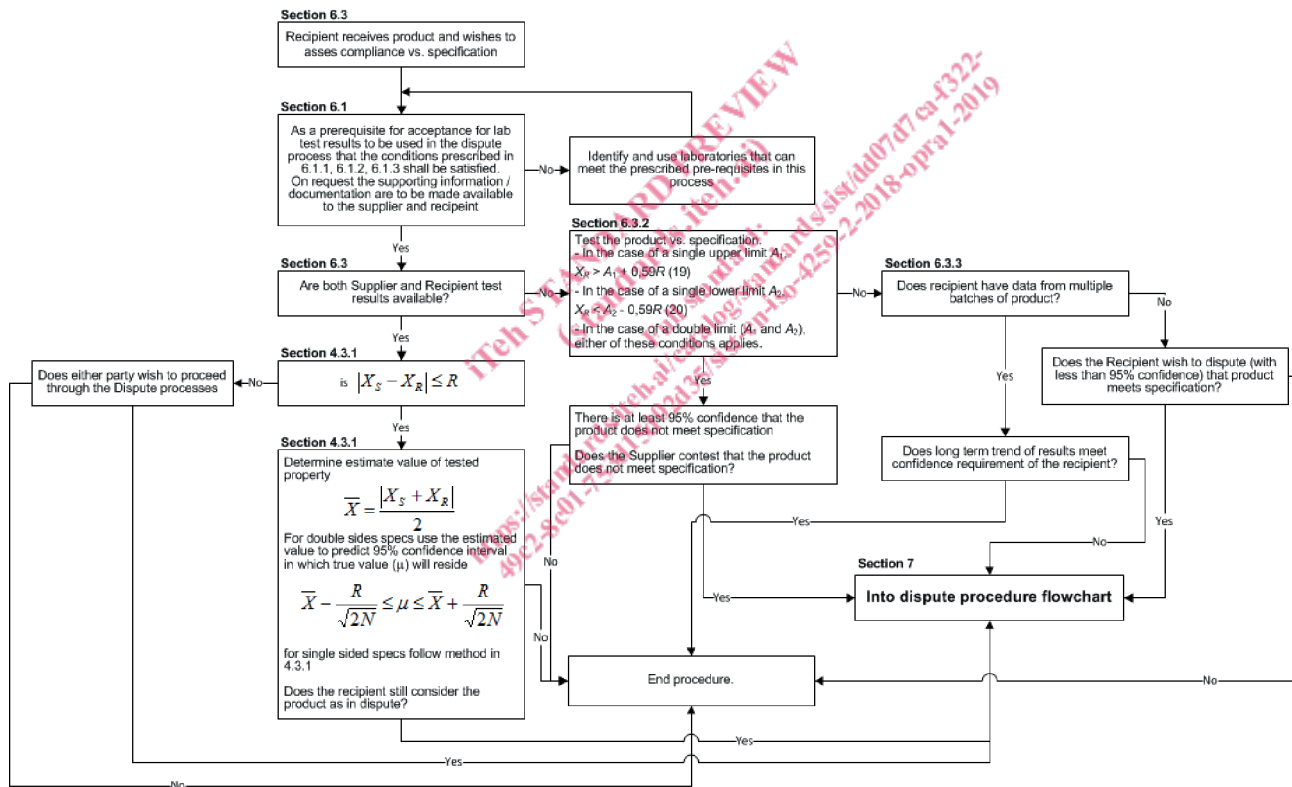 Section 6.3
Recipient receives product and wishes to
asses compliance vs. specification
Section 6.1
As a prerequisite for acceptance for lab
test results to be used in the dispute
process that the conditions prescribed in
6.1.1, 6.1.2, 6.1.3 shall be satisfied.
On request the supporting information /
documentation are to be made available
to the supplier and recipeint
No
Identify and use laboratories that can
meet the prescribed pre-requisites in this
process
Yes
Section 6.3
Are both Supplier and Recipient test
results available?
No
Section 6.3.2
Test the product vs. specification.
- In the case of a single upper limit A₁,
X_R > A₁ + 0,59R (19)
- In the case of a single lower limit A₂
X_R < A₂ - 0,59R (20)
- In the case of a double limit (A₁ and A₂),
either of these conditions applies.
No
Section 6.3.3
Does recipient have data from multiple
batches of product?
No
Yes
Does the Recipient wish to dispute (with
less than 95% confidence) that product
meets specification?
Yes
Section 4.3.1
is |X_S − X_R| ≤ R
No
Does either party wish to proceed
through the Dispute processes
Yes
There is at least 95% confidence that the
product does not meet specification
Does the Supplier contest that the product
does not meet specification?
Yes
Does long term trend of results meet
confidence requirement of the recipient?
Yes
Section 4.3.1
Determine estimate value of tested
property
X̅ = |X_S + X_R| / 2
For double sides specs use the estimated
value to predict 95% confidence interval
in which true value (μ) will reside
X̅ − R/√2N ≤ μ ≤ X̅ + R/√2N
for single sided specs follow method in
4.3.1
Does the recipient still consider the
product as in dispute?
Yes
No
Yes
No
Section 7
Into dispute procedure flowchart
Yes
No
End procedure.
No
Yes
Yes
No
iTeh STANDARD PREVIEW
(standards.iteh.ai)